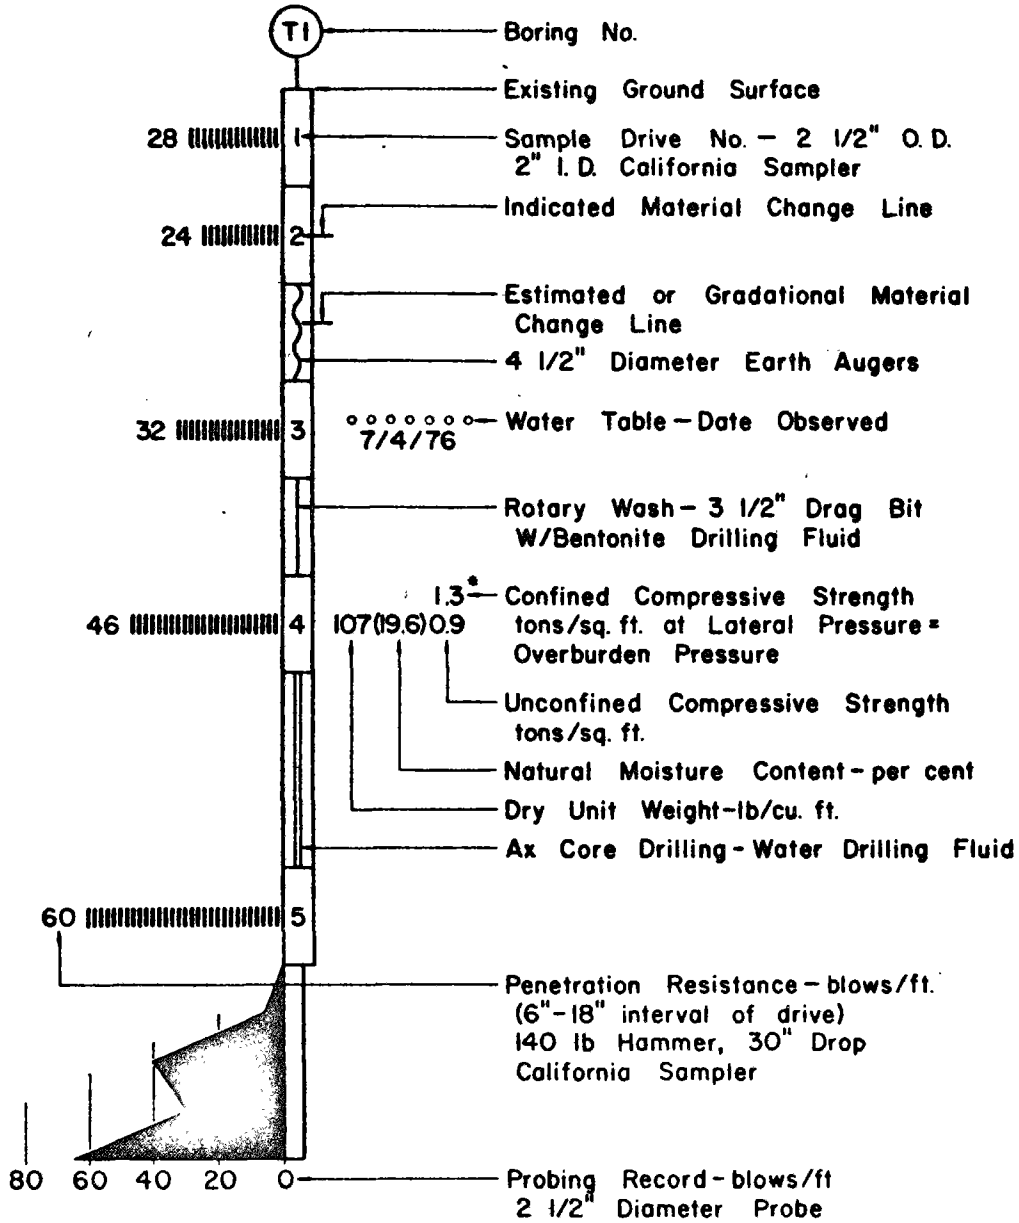 T1 Boring No.
Existing Ground Surface
28 1 Sample Drive No. - 2 1/2" O.D.
2" I.D. California Sampler
Indicated Material Change Line
24 2
Estimated or Gradational Material
Change Line
4 1/2" Diameter Earth Augers
32 3 Water Table - Date Observed
7/4/76
Rotary Wash - 3 1/2" Drag Bit
W/Bentonite Drilling Fluid
1.3* Confined Compressive Strength
46 4 107(19.6)0.9 tons/sq. ft. at Lateral Pressure =
Overburden Pressure
Unconfined Compressive Strength
tons/sq. ft.
Natural Moisture Content - per cent
Dry Unit Weight-lb/cu. ft.
Ax Core Drilling - Water Drilling Fluid
60 5
Penetration Resistance - blows/ft.
(6"-18" interval of drive)
140 lb Hammer, 30" Drop
California Sampler
80 60 40 20 0 Probing Record - blows/ft
2 1/2" Diameter Probe